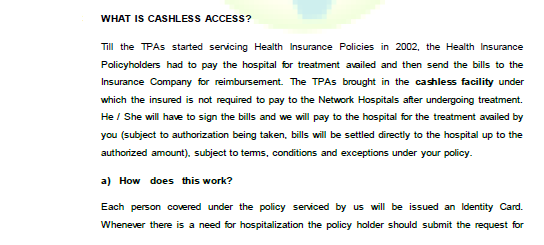 WHAT IS CASHLESS ACCESS?
Till the TPAs started servicing Health Insurance Policies in 2002, the Health Insurance
Policyholders had to pay the hospital for treatment availed and then send the bills to the
Insurance Company for reimbursement. The TPAs brought in the cashless facility under
which the insured is not required to pay to the Network Hospitals after undergoing treatment.
He / She will have to sign the bills and we will pay to the hospital for the treatment availed by
you (subject to authorization being taken, bills will be settled directly to the hospital up to the
authorized amount), subject to terms, conditions and exceptions under your policy.
a) How does this work?
Each person covered under the policy serviced by us will be issued an Identity Card.
Whenever there is a need for hospitalization the policy holder should submit the request for